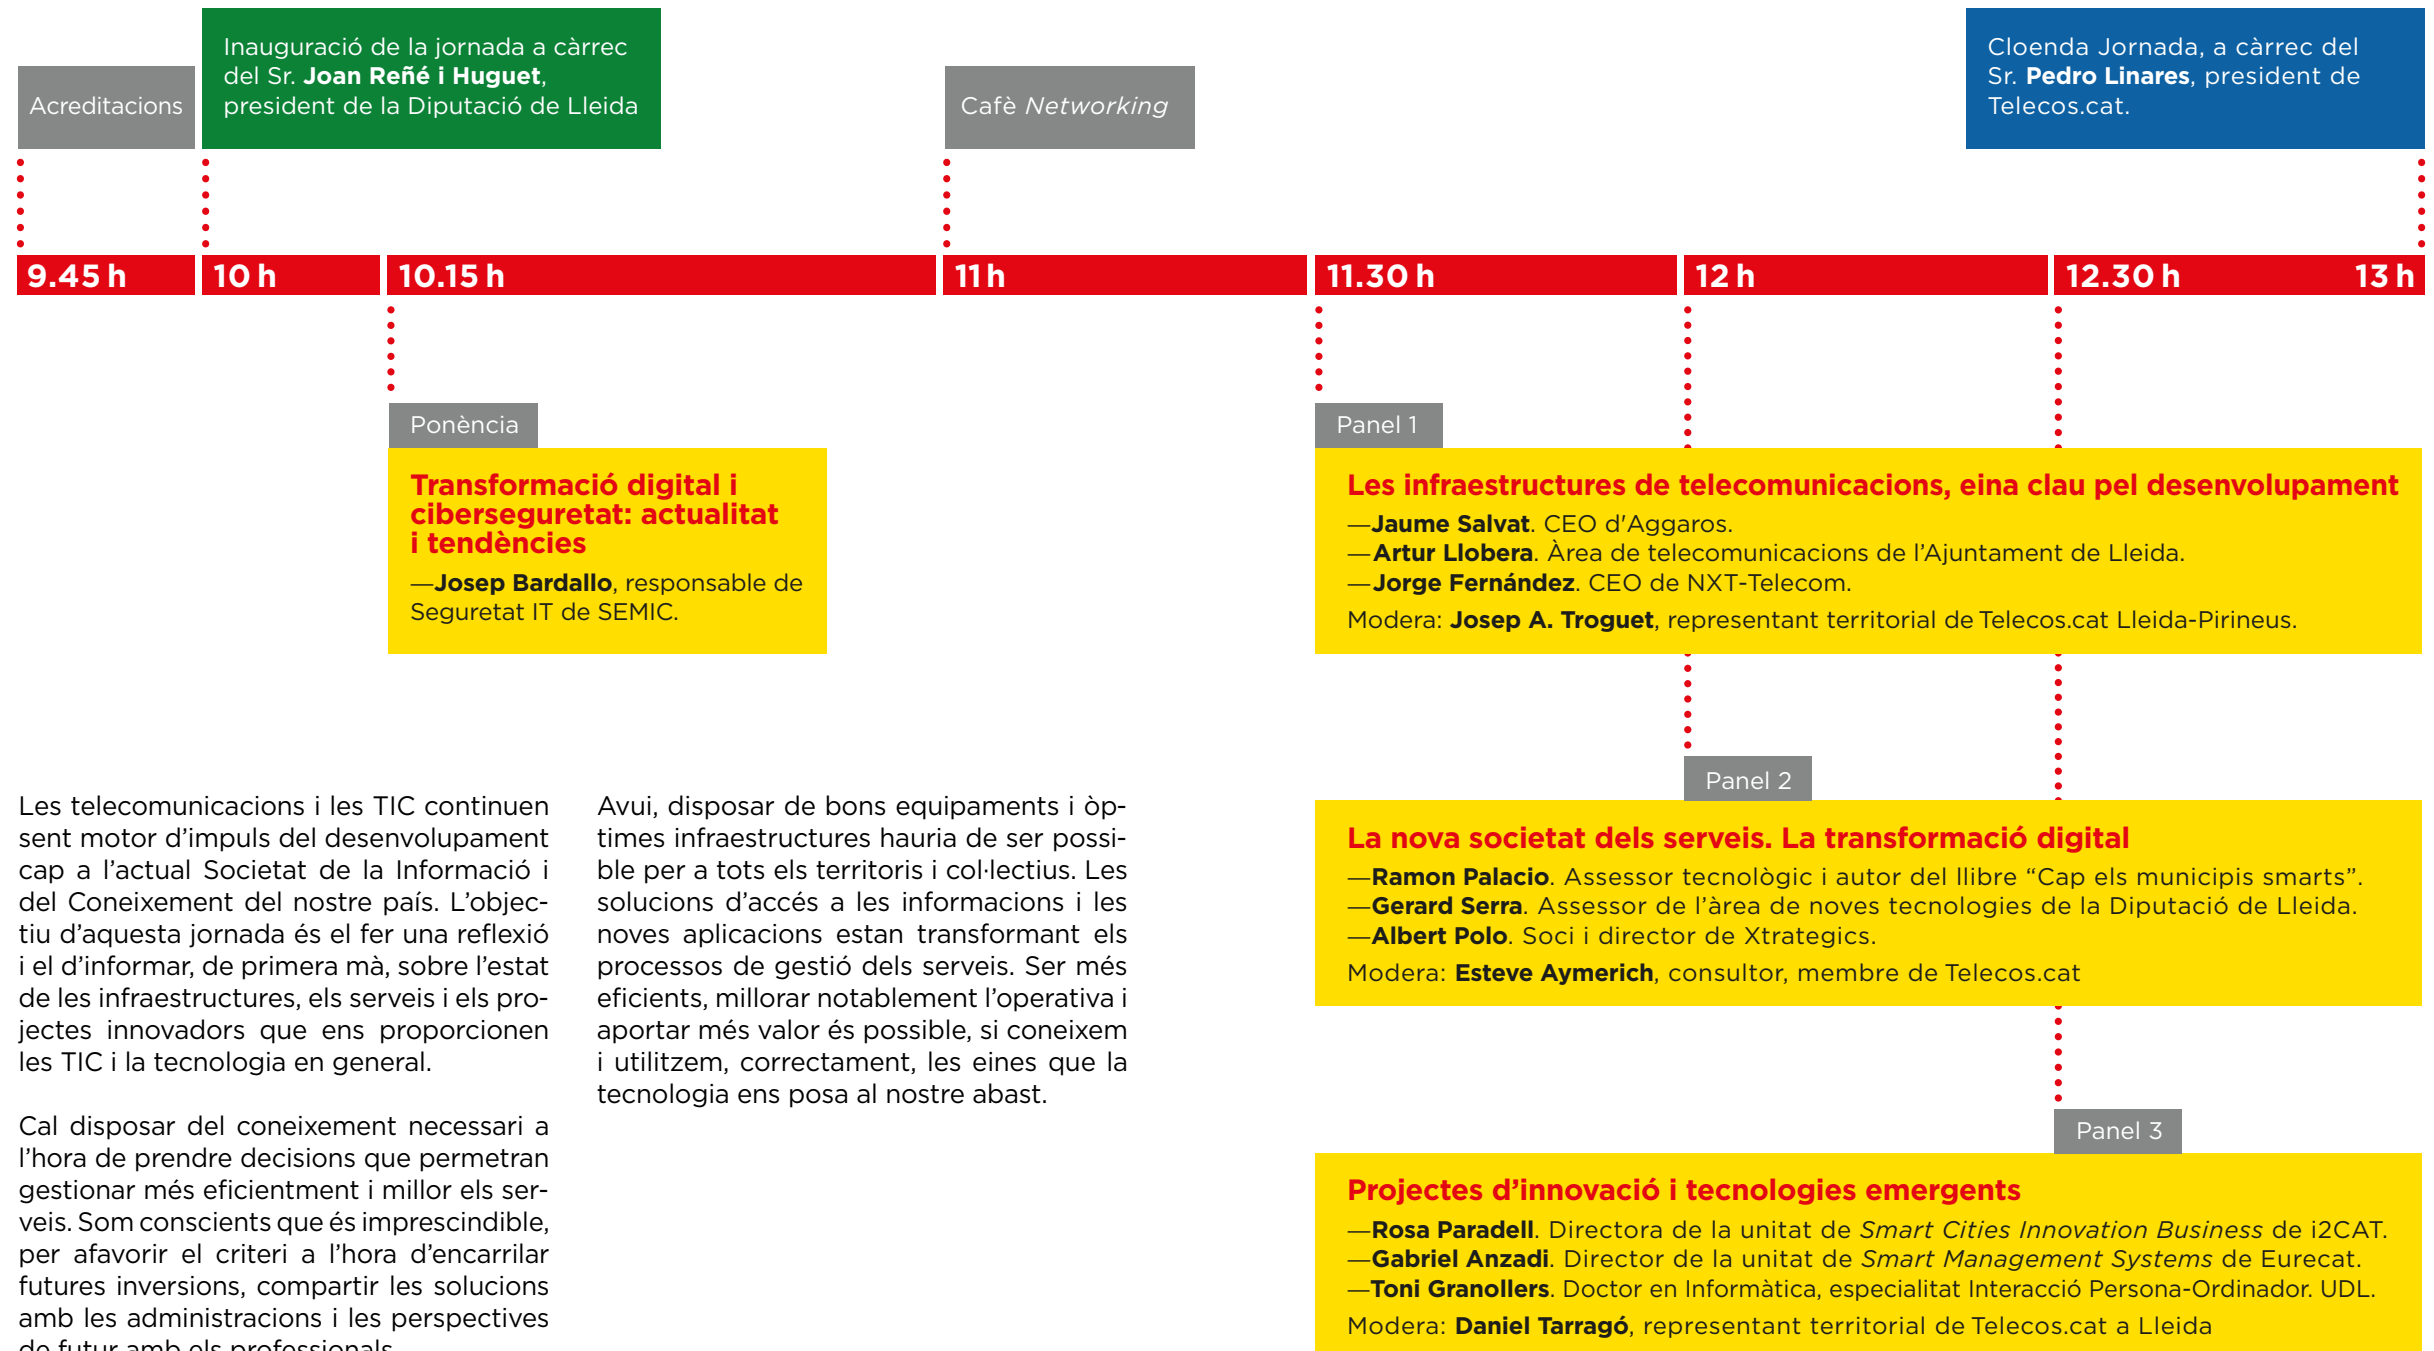 Acreditacions
Inauguració de la jornada a càrrec
del Sr. Joan Reñé i Huguet,
president de la Diputació de Lleida
Cafè Networking
Cloenda Jornada, a càrrec del
Sr. Pedro Linares, president de
Telecos.cat.
9.45 h
10 h
10.15 h
11 h
11.30 h
12 h
12.30 h
13 h
Ponència
Transformació digital i
ciberseguretat: actualitat
i tendències
—Josep Bardallo, responsable de
Seguretat IT de SEMIC.
Panel 1
Les infraestructures de telecomunicacions, eina clau pel desenvolupament
—Jaume Salvat. CEO d'Aggaros.
—Artur Llobera. Àrea de telecomunicacions de l’Ajuntament de Lleida.
—Jorge Fernández. CEO de NXT-Telecom.
Modera: Josep A. Troguet, representant territorial de Telecos.cat Lleida-Pirineus.
Les telecomunicacions i les TIC continuen
sent motor d’impuls del desenvolupament
cap a l’actual Societat de la Informació i
del Coneixement del nostre país. L’objec-
tiu d’aquesta jornada és el fer una reflexió
i el d’informar, de primera mà, sobre l’estat
de les infraestructures, els serveis i els pro-
jectes innovadors que ens proporcionen
les TIC i la tecnologia en general.
Cal disposar del coneixement necessari a
l’hora de prendre decisions que permetran
gestionar més eficientment i millor els ser-
veis. Som conscients que és imprescindible,
per afavorir el criteri a l’hora d’encarrilar
futures inversions, compartir les solucions
amb les administracions i les perspectives
de futur amb els professionals.
Avui, disposar de bons equipaments i òp-
times infraestructures hauria de ser possi-
ble per a tots els territoris i col·lectius. Les
solucions d’accés a les informacions i les
noves aplicacions estan transformant els
processos de gestió dels serveis. Ser més
eficients, millorar notablement l’operativa i
aportar més valor és possible, si coneixem
i utilitzem, correctament, les eines que la
tecnologia ens posa al nostre abast.
Panel 2
La nova societat dels serveis. La transformació digital
—Ramon Palacio. Assessor tecnològic i autor del llibre “Cap els municipis smarts”.
—Gerard Serra. Assessor de l’àrea de noves tecnologies de la Diputació de Lleida.
—Albert Polo. Soci i director de Xtrategics.
Modera: Esteve Aymerich, consultor, membre de Telecos.cat
Panel 3
Projectes d’innovació i tecnologies emergents
—Rosa Paradell. Directora de la unitat de Smart Cities Innovation Business de i2CAT.
—Gabriel Anzadi. Director de la unitat de Smart Management Systems de Eurecat.
—Toni Granollers. Doctor en Informàtica, especialitat Interacció Persona-Ordinador. UDL.
Modera: Daniel Tarragó, representant territorial de Telecos.cat a Lleida